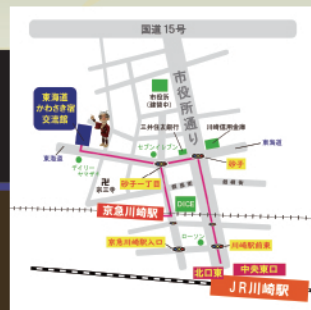 国道15号
市役所通り
東海道
かわさき宿
交流館
市役所
(建替中)
三井住友銀行
川崎信用金庫
セブンイレブン
東海道
東海道
デイリー
ヤマザキ
砂子
卍
宗三寺
砂子一丁目
京急川崎駅
DICE
ローソン
京急川崎駅入口
川崎駅前東
北口東
中央東口
JR川崎駅